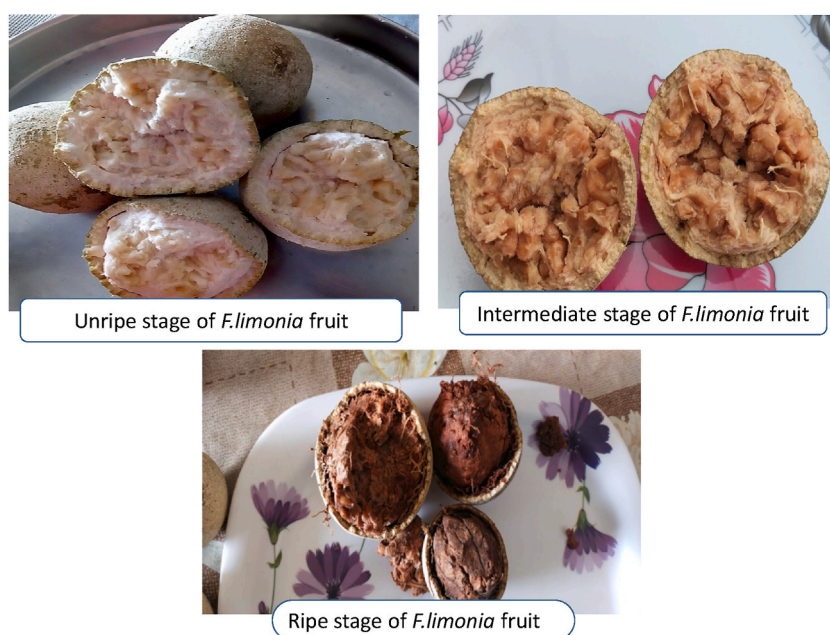 Unripe stage of F.limonia fruit
Intermediate stage of F.limonia fruit
Ripe stage of F.limonia fruit